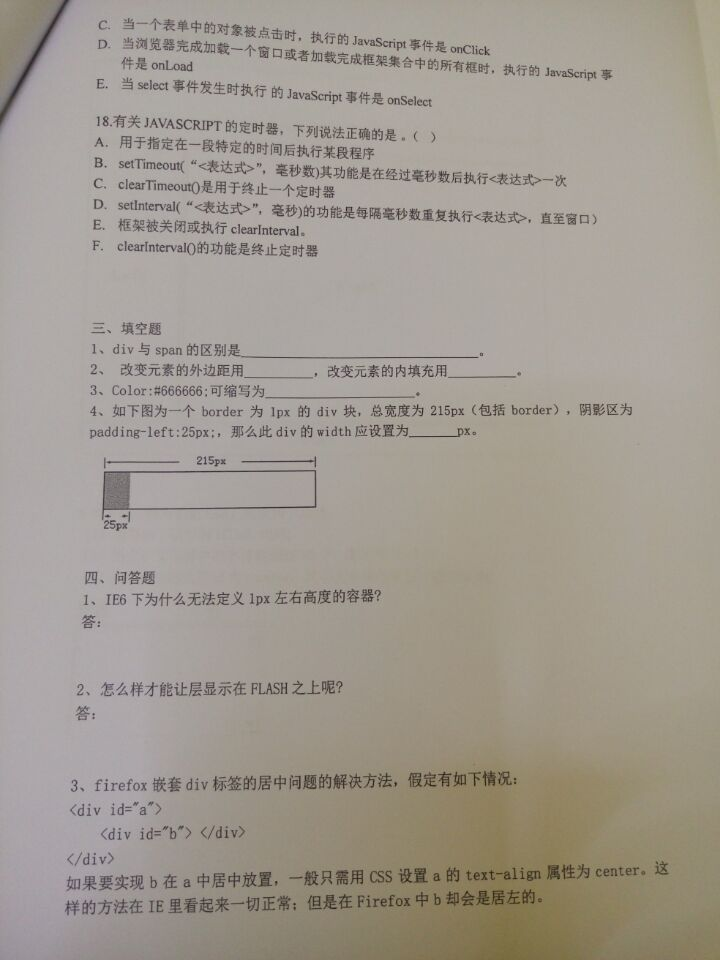 C. 当一个表单中的对象被点击时，执行的 JavaScript 事件是 onClick
D. 当浏览器完成加载一个窗口或者加载完成框架集合中的所有框时，执行的 JavaScript 事
件是 onLoad
E. 当 select 事件发生时执行 的 JavaScript 事件是 onSelect
18.有关 JAVASCRIPT 的定时器，下列说法正确的是 。（ ）
A. 用于指定在一段特定的时间后执行某段程序
B. setTimeout( “<表达式>”，毫秒数)其功能是在经过毫秒数后执行<表达式>一次
C. clearTimeout()是用于终止一个定时器
D. setInterval( “<表达式>”，毫秒)的功能是每隔毫秒数重复执行<表达式>，直至窗口）
E. 框架被关闭或执行 clearInterval。
F. clearInterval()的功能是终止定时器
三、填空题
1、div 与 span 的区别是______________________________。
2、 改变元素的外边距用_________，改变元素的内填充用_________。
3、Color:#666666;可缩写为___________________。
4、如下图为一个 border 为 1px 的 div 块，总宽度为 215px（包括 border），阴影区为
padding-left:25px;，那么此 div 的 width 应设置为______px。
215px
25px
四、问答题
1、IE6 下为什么无法定义 1px 左右高度的容器?
答：
2、怎么样才能让层显示在 FLASH 之上呢?
答：
3、firefox 嵌套 div 标签的居中问题的解决方法，假定有如下情况：
<div id="a">
<div id="b"> </div>
</div>
如果要实现 b 在 a 中居中放置，一般只需用 CSS 设置 a 的 text-align 属性为 center。这
样的方法在 IE 里看起来一切正常；但是在 Firefox 中 b 却会是居左的。